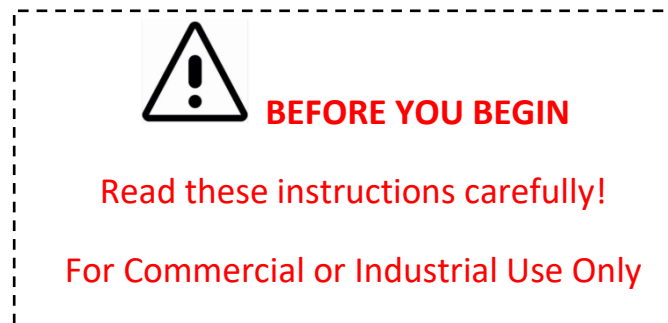 BEFORE YOU BEGIN
Read these instructions carefully!
For Commercial or Industrial Use Only